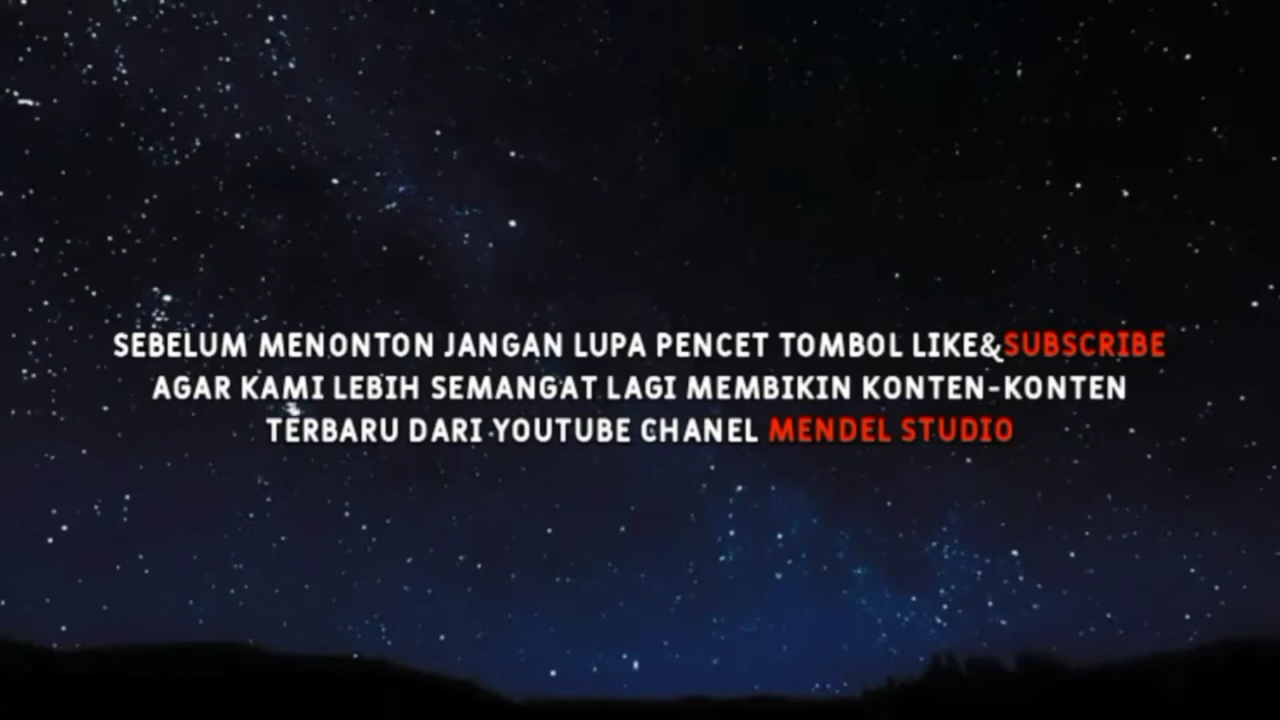 SEBELUM MENONTON JANGAN LUPA PENCET TOMBOL LIKE&SUBSCRIBE
AGAR KAMI LEBIH SEMANGAT LAGI MEMBIKIN KONTEN-KONTEN
TERBARU DARI YOUTUBE CHANEL MENDEL STUDIO